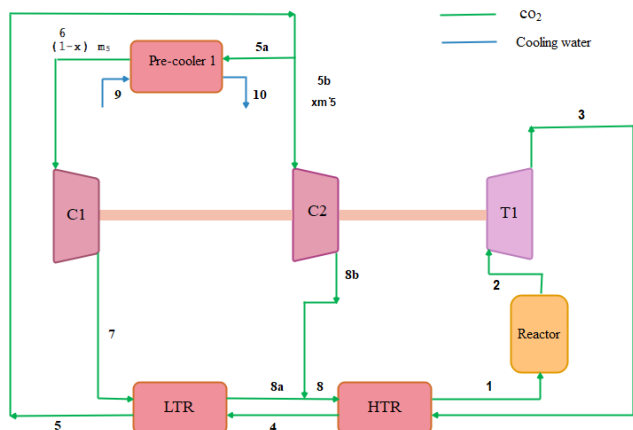 co₂
Cooling water
6
(1-x) m₅
5a
Pre-cooler 1
9
10
5b
xm˙5
3
C1
C2
T1
2
8b
Reactor
7
8a
8
1
LTR
HTR
5
4